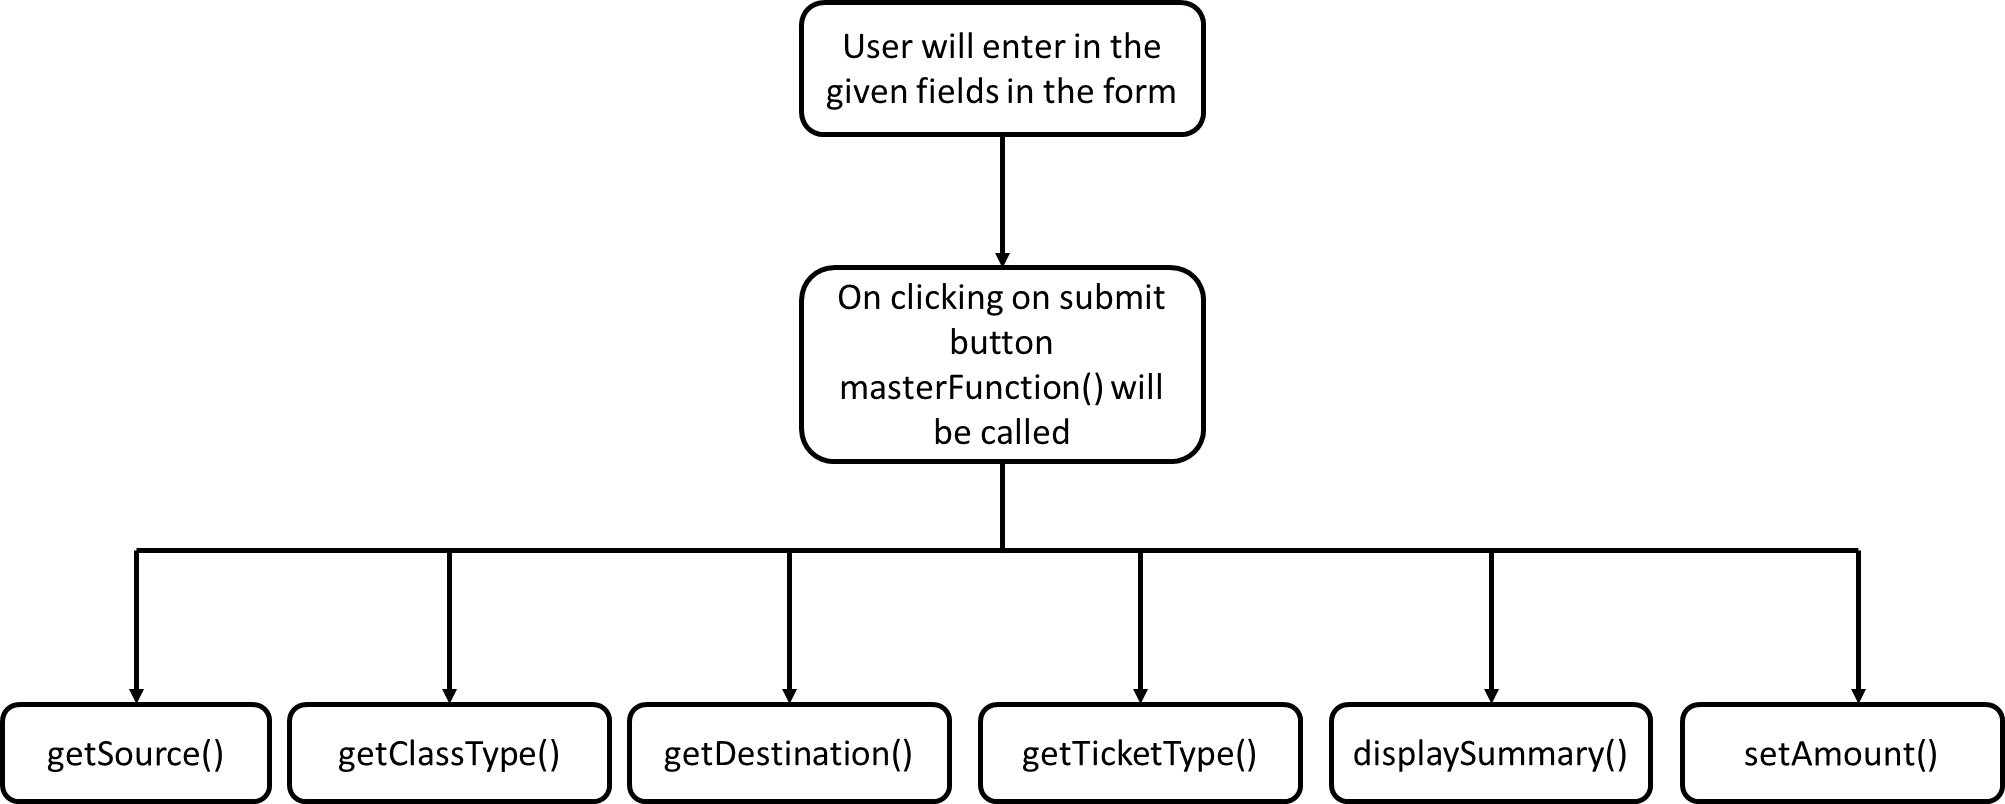 User will enter in the
given fields in the form
On clicking on submit
button
masterFunction() will
be called
getSource()
getClassType()
getDestination()
getTicketType()
displaySummary()
setAmount()